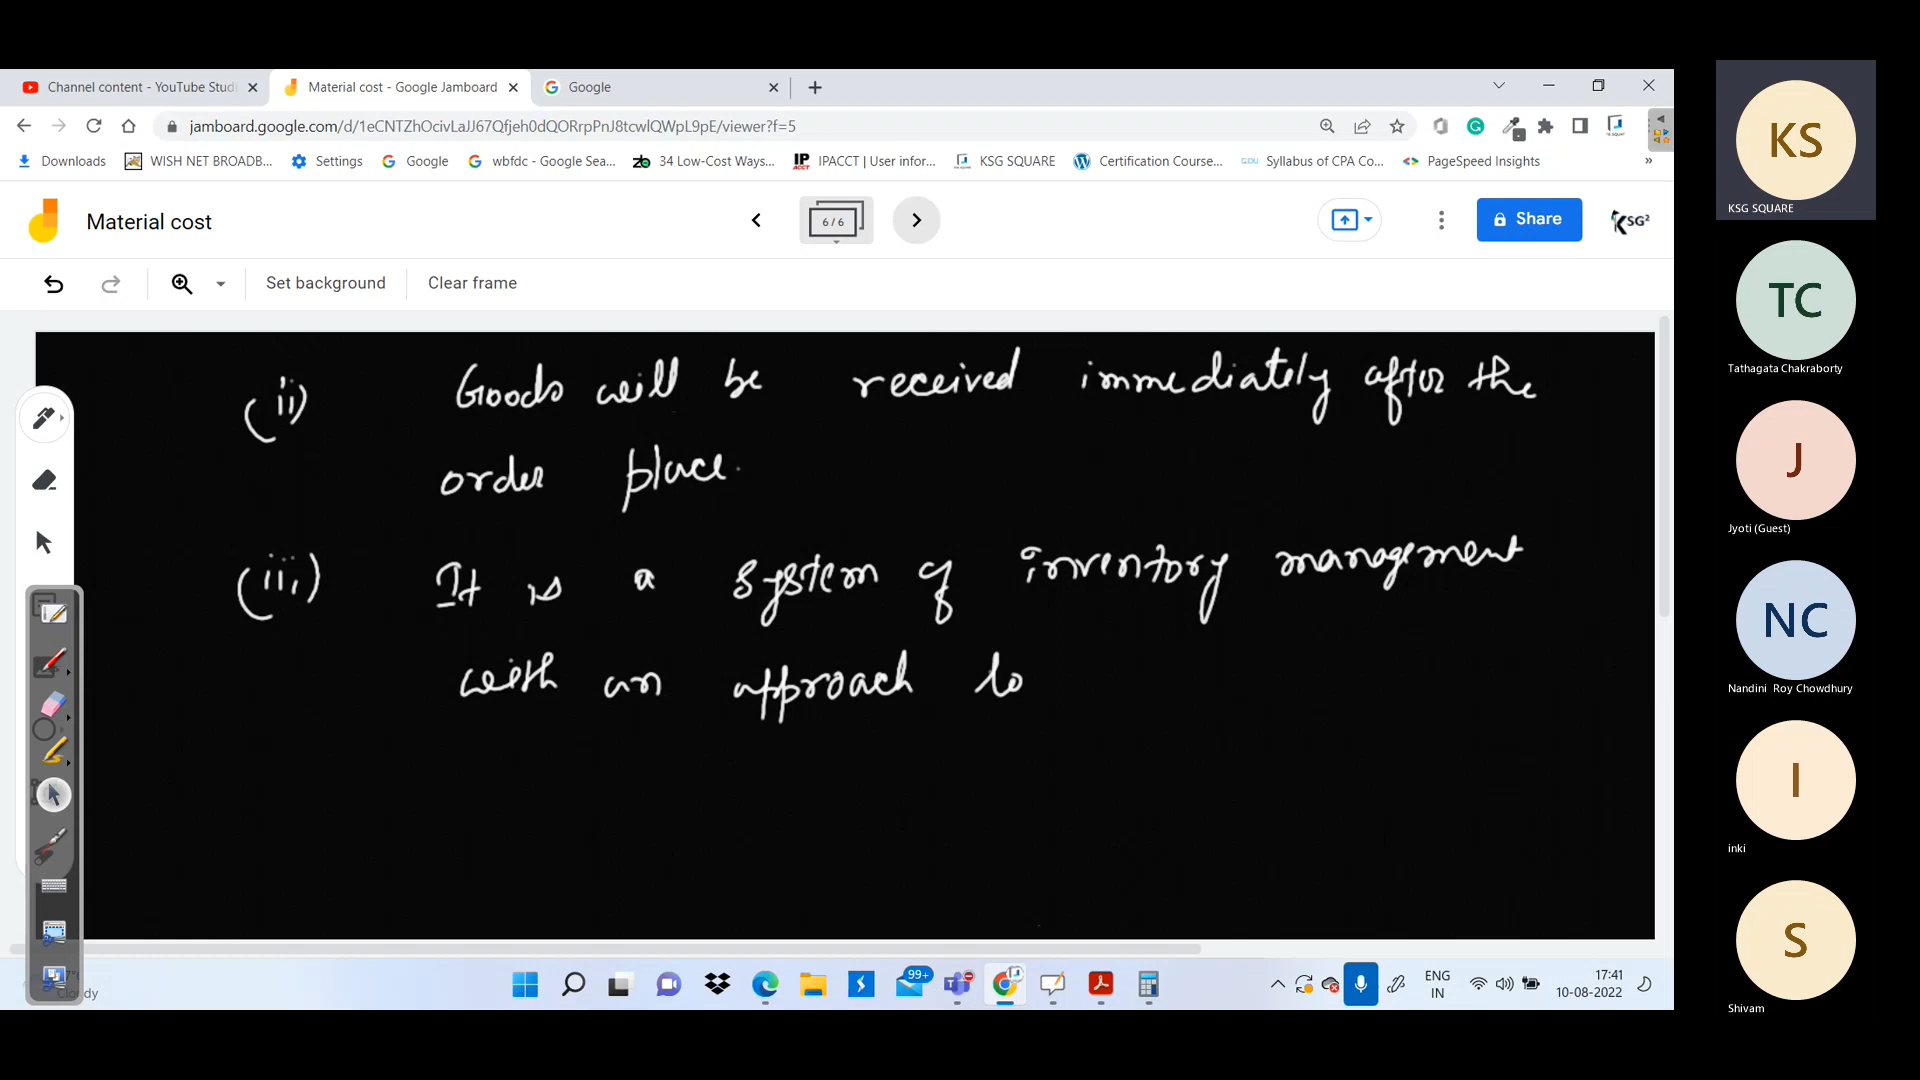 Channel content - YouTube Studi
Material cost - Google Jamboard
Google
jamboard.google.com/d/1eCNTZhOcivLaJJ67Qfjeh0dQORrpPnJ8tcwlQWpL9pE/viewer?f=5
Downloads
WISH NET BROADB...
Settings
Google
wbfdc - Google Sea...
34 Low-Cost Ways...
IPACCT | User infor...
KSG SQUARE
Certification Course...
Syllabus of CPA Co...
PageSpeed Insights
»
Material cost
6 / 6
Share
KSG²
Set background
Clear frame
(ii) Goods will be received immediately after the
order place.
(iii) It is a system of inventory management
with an approach to
Cloudy
99+
ENG
IN
17:41
10-08-2022
KS
KSG SQUARE
TC
Tathagata Chakraborty
J
Jyoti (Guest)
NC
Nandini Roy Chowdhury
I
inki
S
Shivam